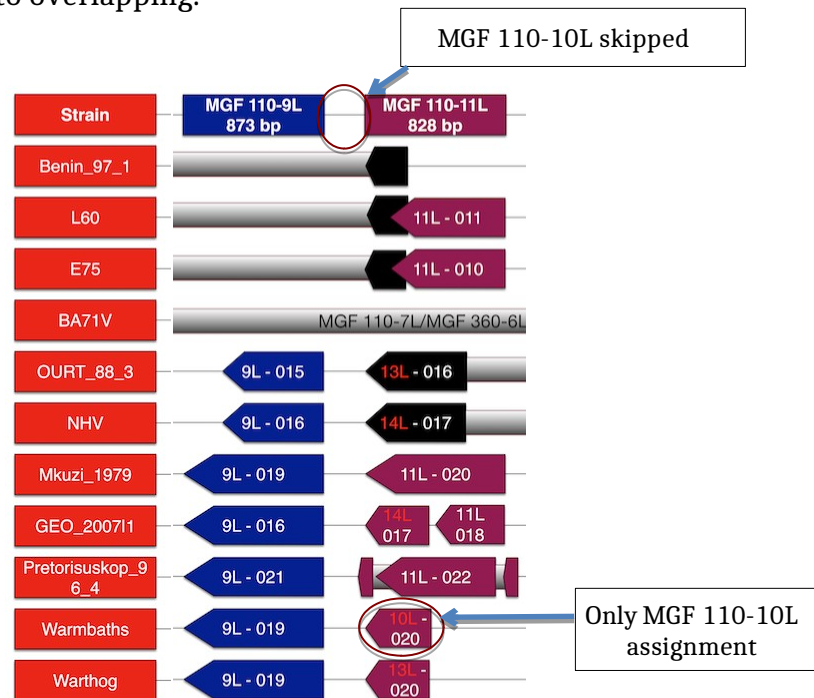 to overlapping.
MGF 110-10L skipped
Strain
MGF 110-9L
873 bp
MGF 110-11L
828 bp
Benin_97_1
L60
11L - 011
E75
11L - 010
BA71V
MGF 110-7L/MGF 360-6L
OURT_88_3
9L - 015
13L - 016
NHV
9L - 016
14L - 017
Mkuzi_1979
9L - 019
11L - 020
GEO_2007I1
9L - 016
14L
017
11L
018
Pretorisuskop_9
6_4
9L - 021
11L - 022
Warmbaths
9L - 019
10L -
020
Only MGF 110-10L
assignment
Warthog
9L - 019
13L -
020